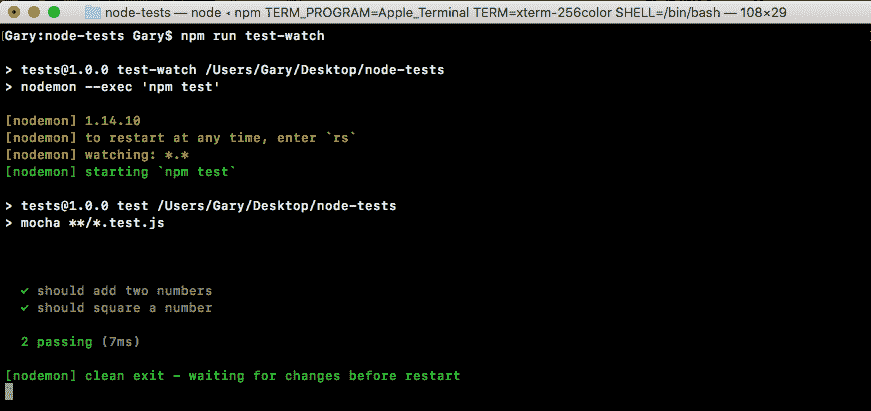 node-tests — node ◂ npm TERM_PROGRAM=Apple_Terminal TERM=xterm-256color SHELL=/bin/bash — 108×29
[Gary:node-tests Gary$ npm run test-watch
> tests@1.0.0 test-watch /Users/Gary/Desktop/node-tests
> nodemon --exec 'npm test'
[nodemon] 1.14.10
[nodemon] to restart at any time, enter `rs`
[nodemon] watching: *.*
[nodemon] starting `npm test`
> tests@1.0.0 test /Users/Gary/Desktop/node-tests
> mocha **/*.test.js
✓ should add two numbers
✓ should square a number
2 passing (7ms)
[nodemon] clean exit - waiting for changes before restart